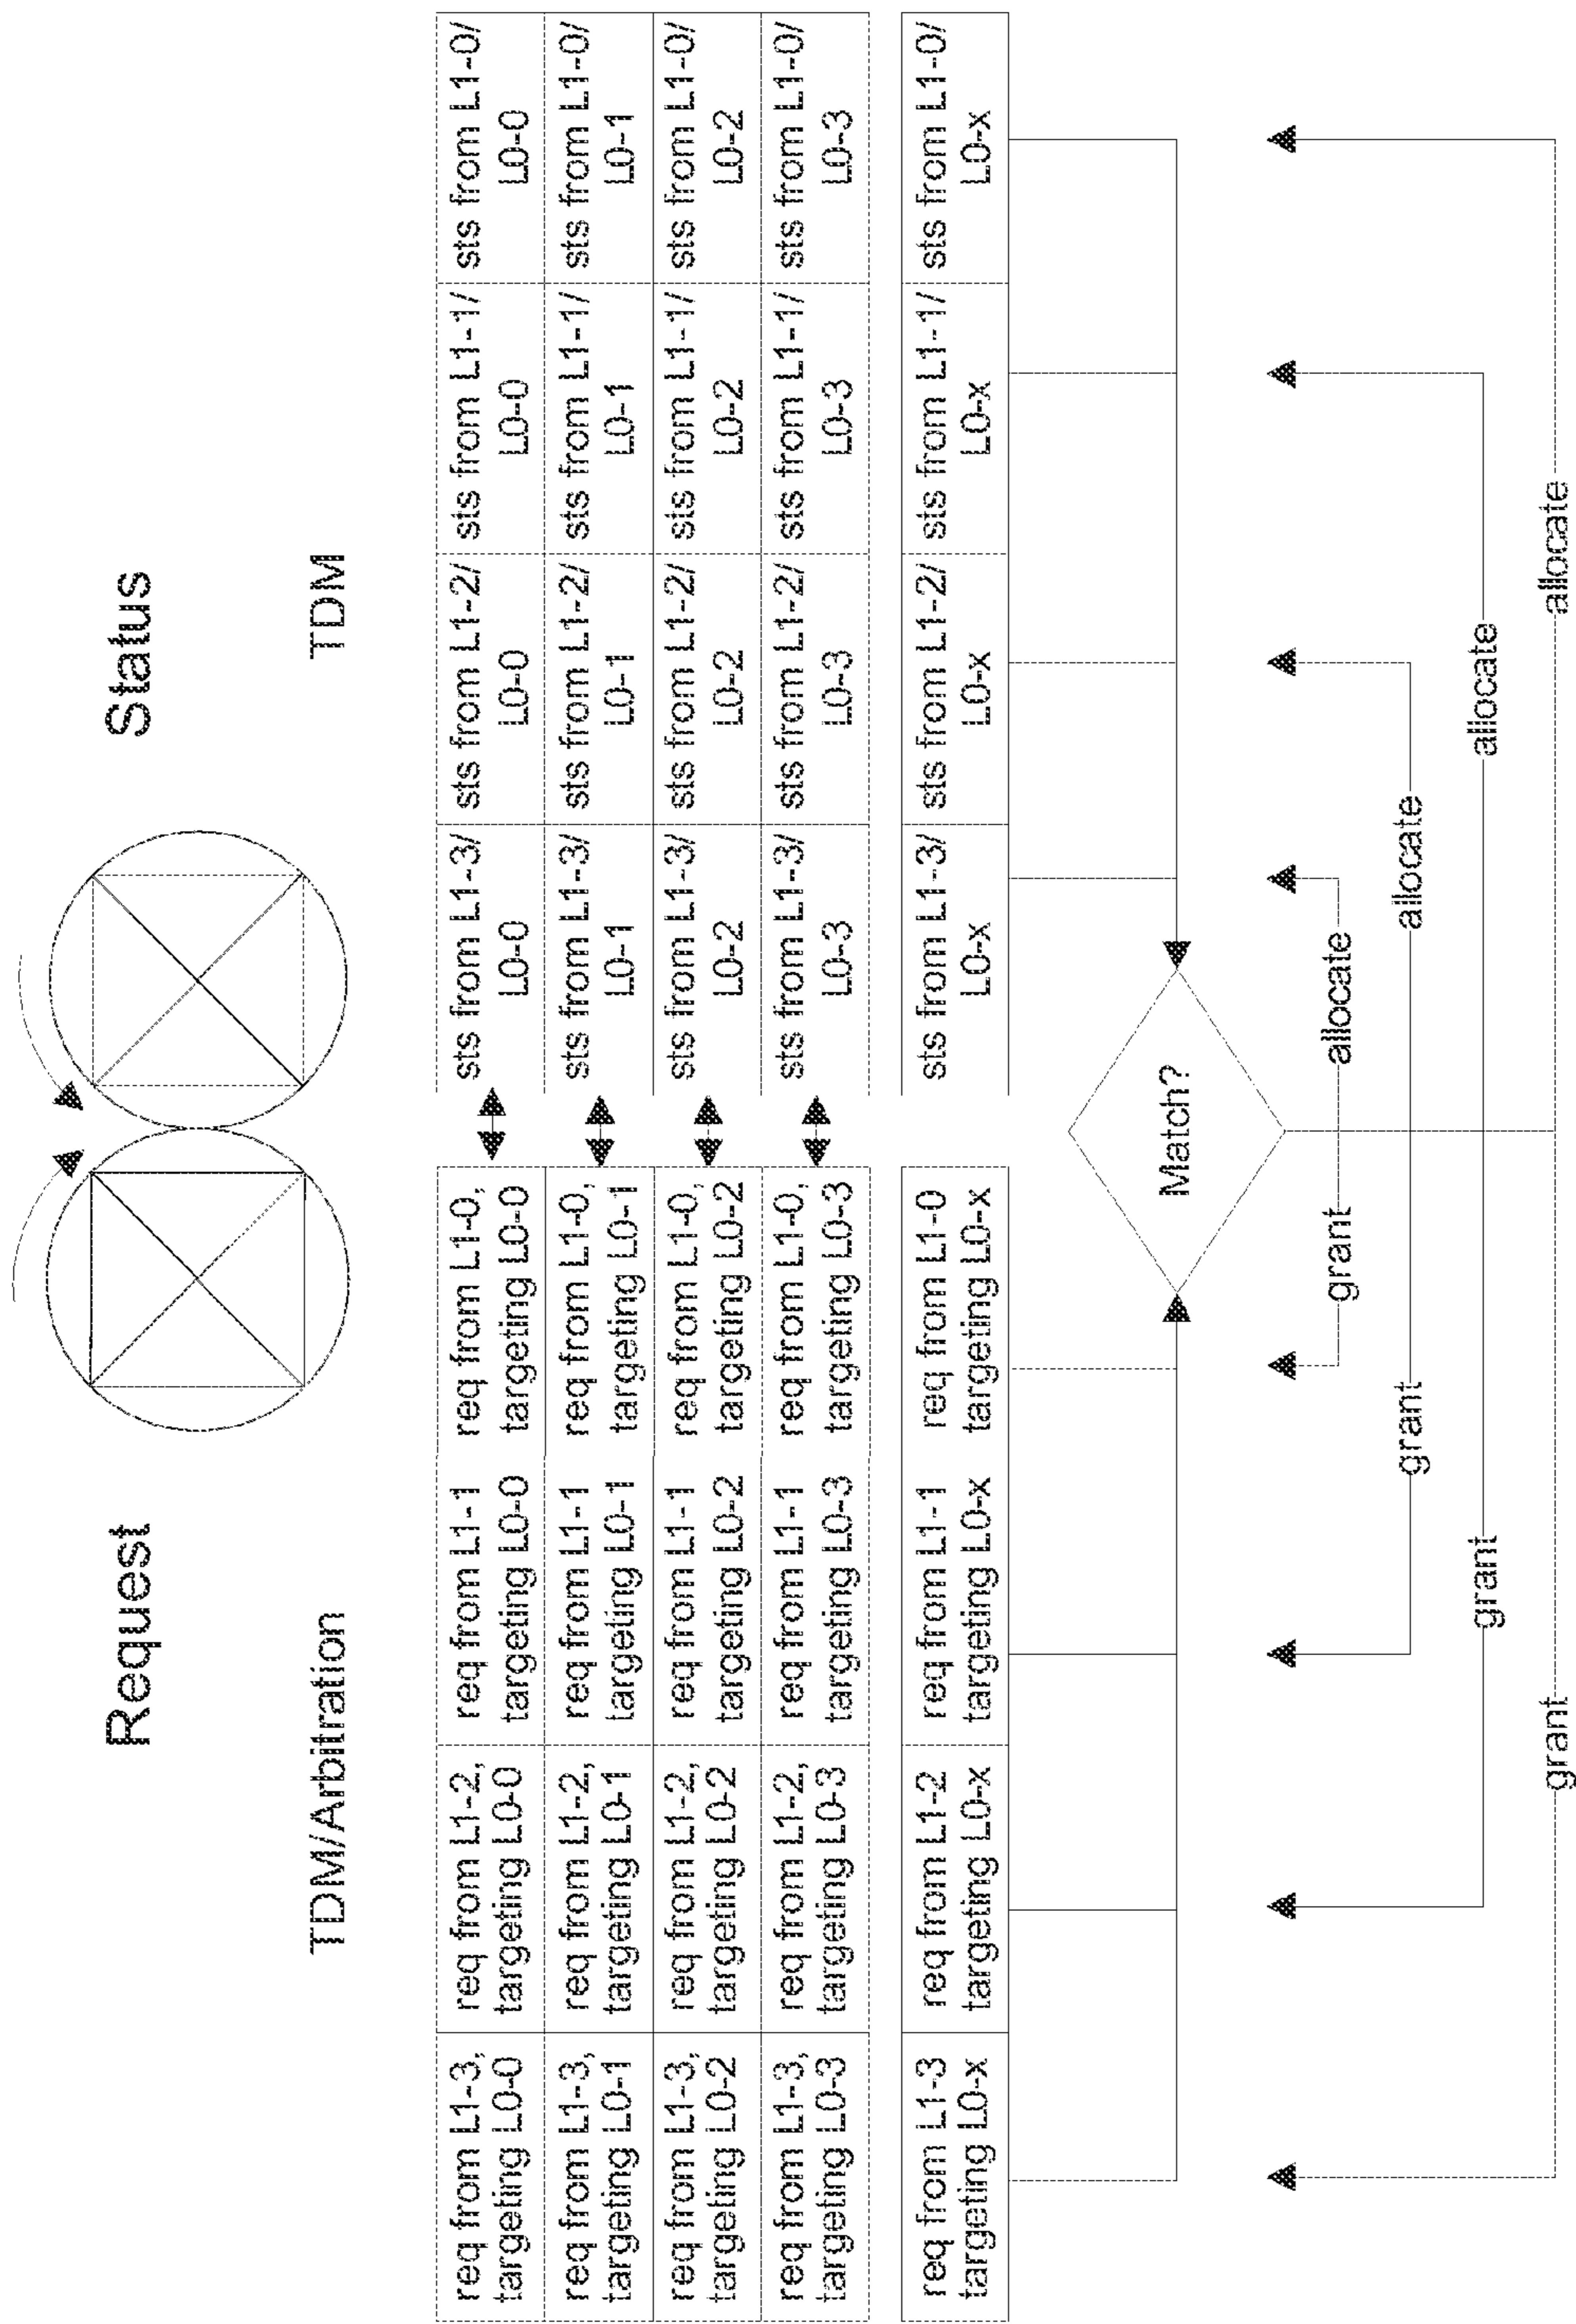 Request
Status
TDM/Arbitration
TDM
req from L1-3,
targeting L0-0
req from L1-2,
targeting L0-0
req from L1-1
targeting L0-0
req from L1-0,
targeting L0-0
sts from L1-3/
L0-0
sts from L1-2/
L0-0
sts from L1-1/
L0-0
sts from L1-0/
L0-0
req from L1-3,
targeting L0-1
req from L1-2,
targeting L0-1
req from L1-1
targeting L0-1
req from L1-0,
targeting L0-1
sts from L1-3/
L0-1
sts from L1-2/
L0-1
sts from L1-1/
L0-1
sts from L1-0/
L0-1
req from L1-3,
targeting L0-2
req from L1-2,
targeting L0-2
req from L1-1
targeting L0-2
req from L1-0,
targeting L0-2
sts from L1-3/
L0-2
sts from L1-2/
L0-2
sts from L1-1/
L0-2
sts from L1-0/
L0-2
req from L1-3,
targeting L0-3
req from L1-2,
targeting L0-3
req from L1-1
targeting L0-3
req from L1-0,
targeting L0-3
sts from L1-3/
L0-3
sts from L1-2/
L0-3
sts from L1-1/
L0-3
sts from L1-0/
L0-3
req from L1-3
targeting L0-x
req from L1-2
targeting L0-x
req from L1-1
targeting L0-x
req from L1-0
targeting L0-x
sts from L1-3/
L0-x
sts from L1-2/
L0-x
sts from L1-1/
L0-x
sts from L1-0/
L0-x
Match?
grant
allocate
grant
allocate
grant
allocate
grant
allocate